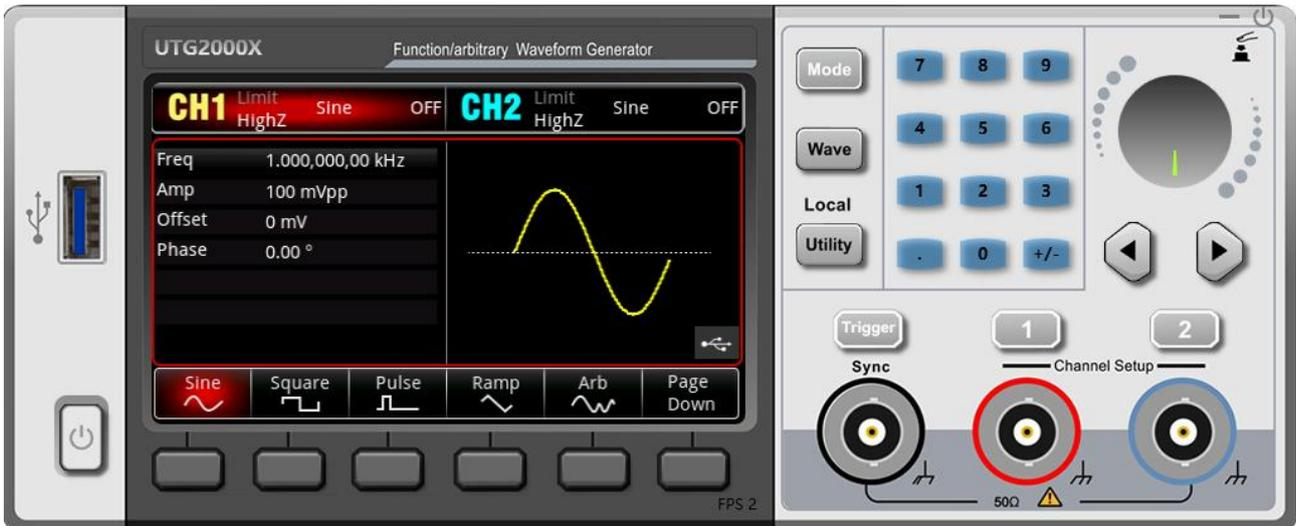 UTG2000X Function/arbitrary Waveform Generator
CH1 Limit HighZ Sine OFF CH2 Limit HighZ Sine OFF
Freq 1.000,000,00 kHz
Amp 100 mVpp
Offset 0 mV
Phase 0.00 °
Sine Square Pulse Ramp Arb Page Down
FPS 2
Mode 7 8 9
Wave 4 5 6
Local 1 2 3
Utility . 0 +/-
Trigger 1 2
Sync Channel Setup
50Ω